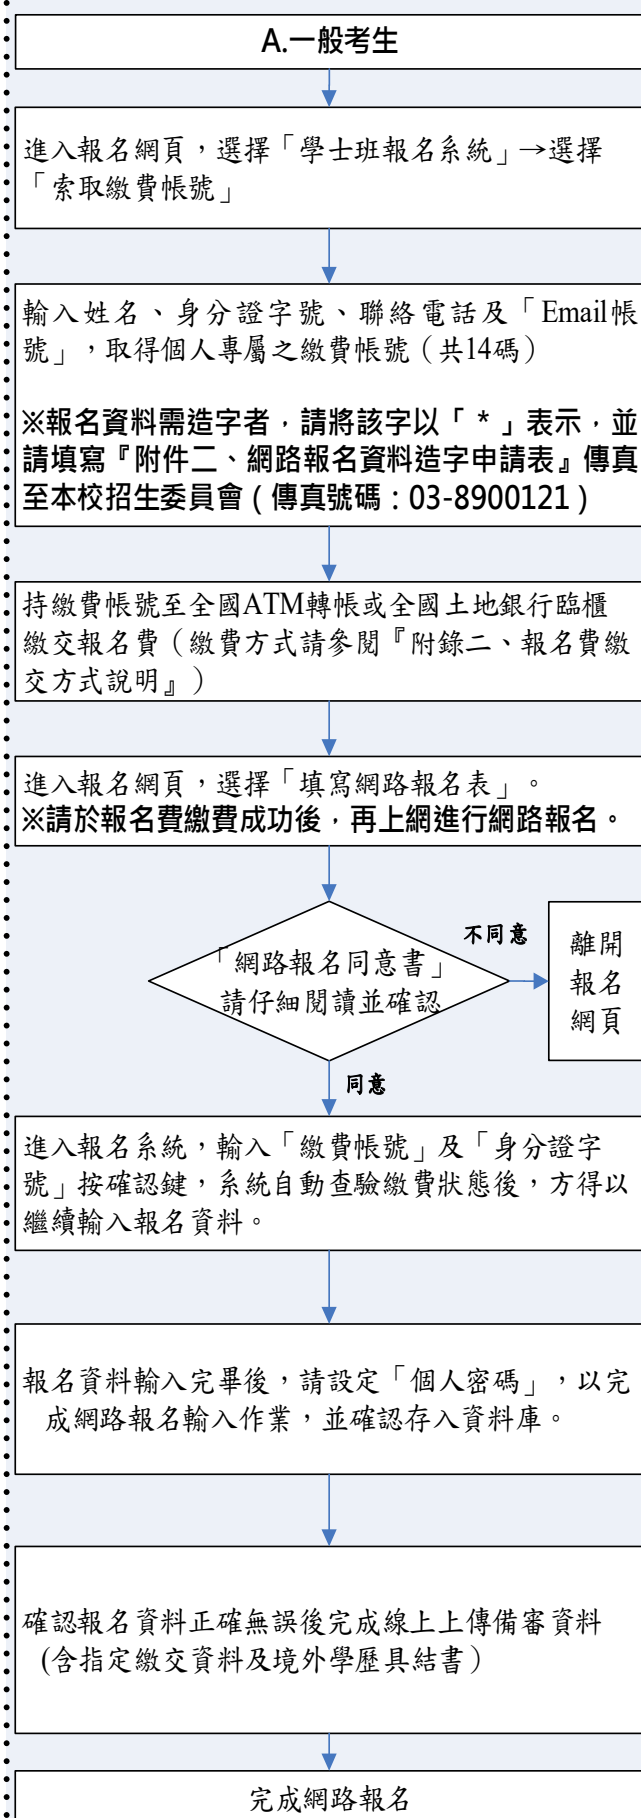 A.一般考生
進入報名網頁，選擇「學士班報名系統」→選擇
「索取繳費帳號」
輸入姓名、身分證字號、聯絡電話及「Email帳
號」，取得個人專屬之繳費帳號（共14碼）
※報名資料需造字者，請將該字以「 * 」表示，並
請填寫『附件二、網路報名資料造字申請表』傳真
至本校招生委員會（傳真號碼：03-8900121）
持繳費帳號至全國ATM轉帳或全國土地銀行臨櫃
繳交報名費（繳費方式請參閱『附錄二、報名費繳
交方式說明』）
進入報名網頁，選擇「填寫網路報名表」。
※請於報名費繳費成功後，再上網進行網路報名。
「網路報名同意書」
請仔細閱讀並確認
不同意
離開
報名
網頁
同意
進入報名系統，輸入「繳費帳號」及「身分證字
號」按確認鍵，系統自動查驗繳費狀態後，方得以
繼續輸入報名資料。
報名資料輸入完畢後，請設定「個人密碼」，以完
成網路報名輸入作業，並確認存入資料庫。
確認報名資料正確無誤後完成線上上傳備審資料
(含指定繳交資料及境外學歷具結書）
完成網路報名